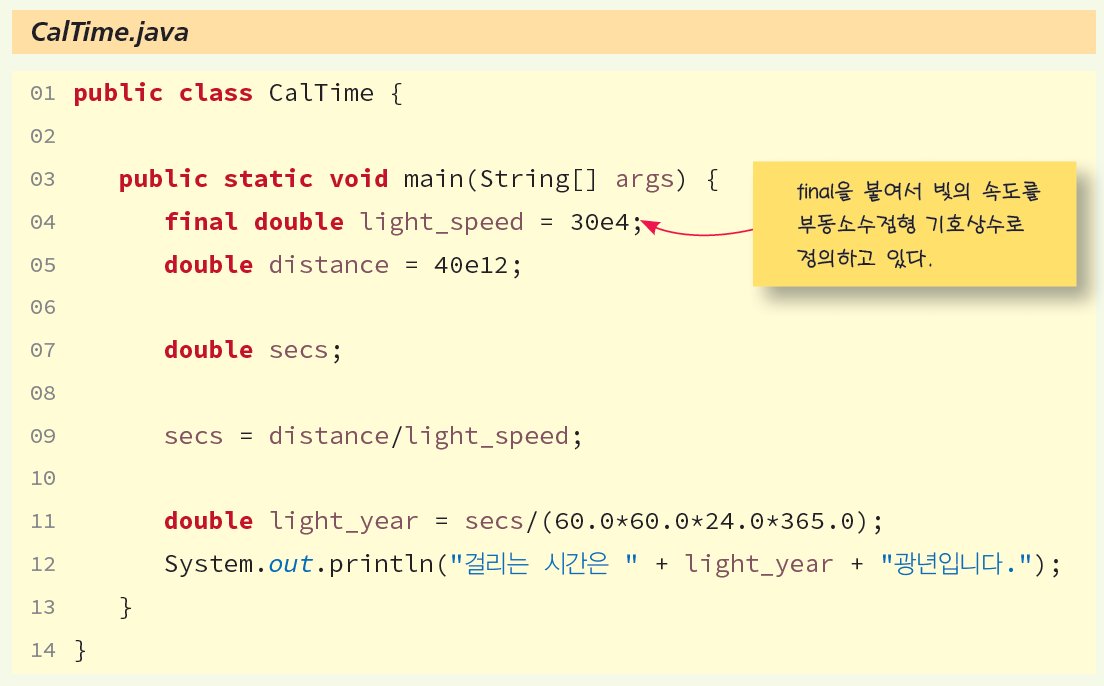 CalTime.java
01 public class CalTime {
02
03 public static void main(String[] args) {
04 final double light_speed = 30e4;
final을 붙여서 빛의 속도를
부동소수점형 기호상수로
정의하고 있다.
05 double distance = 40e12;
06
07 double secs;
08
09 secs = distance/light_speed;
10
11 double light_year = secs/(60.0*60.0*24.0*365.0);
12 System.out.println("걸리는 시간은 " + light_year + "광년입니다.");
13 }
14 }